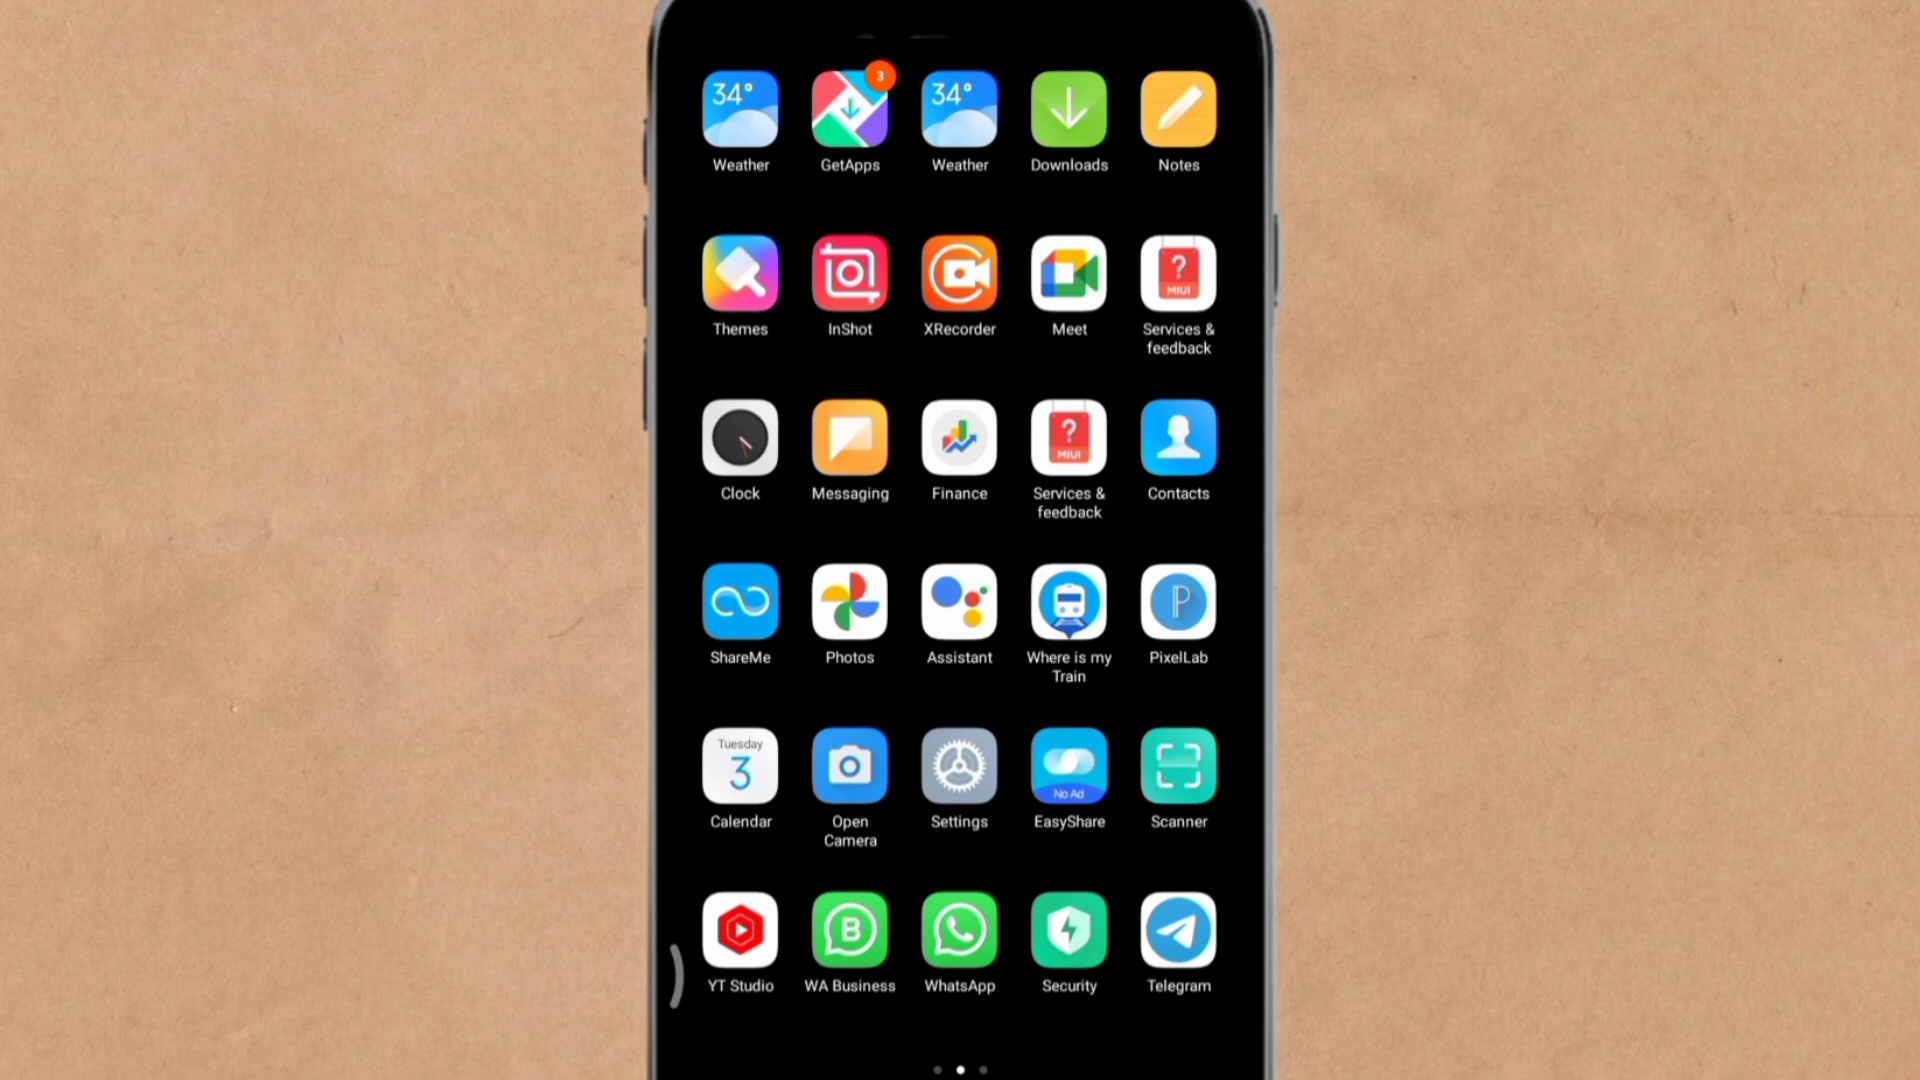 34°
3
34°
Weather
GetApps
Weather
Downloads
Notes
?
MIUI
Themes
InShot
XRecorder
Meet
Services &
feedback
?
MIUI
Clock
Messaging
Finance
Services &
feedback
Contacts
P
ShareMe
Photos
Assistant
Where is my
Train
PixelLab
Tuesday
3
No Ad
Calendar
Open
Camera
Settings
EasyShare
Scanner
B
YT Studio
WA Business
WhatsApp
Security
Telegram